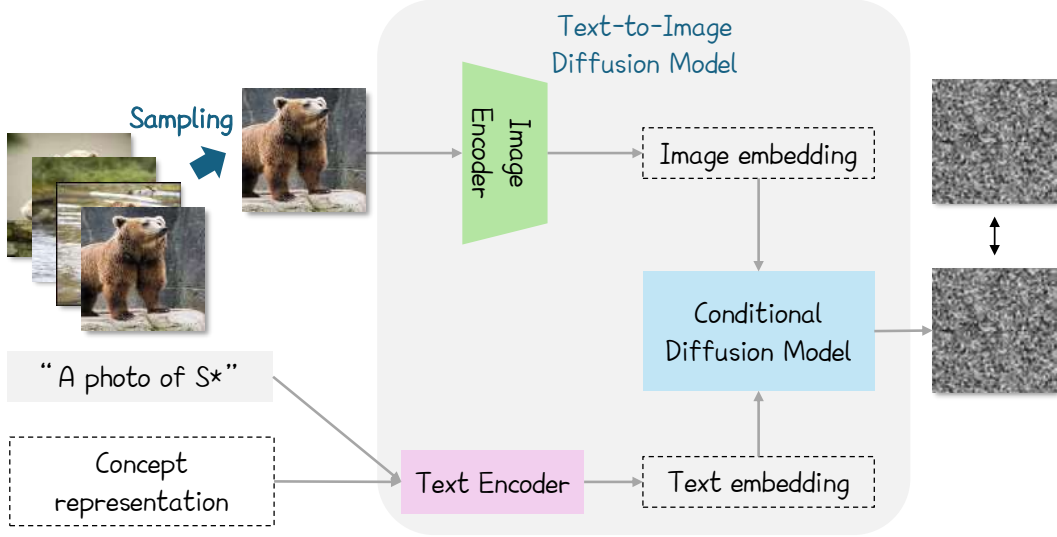 Text-to-Image
Diffusion Model
Sampling
Image
Encoder
Image embedding
Conditional
Diffusion Model
“A photo of S*”
Concept
representation
Text Encoder
Text embedding